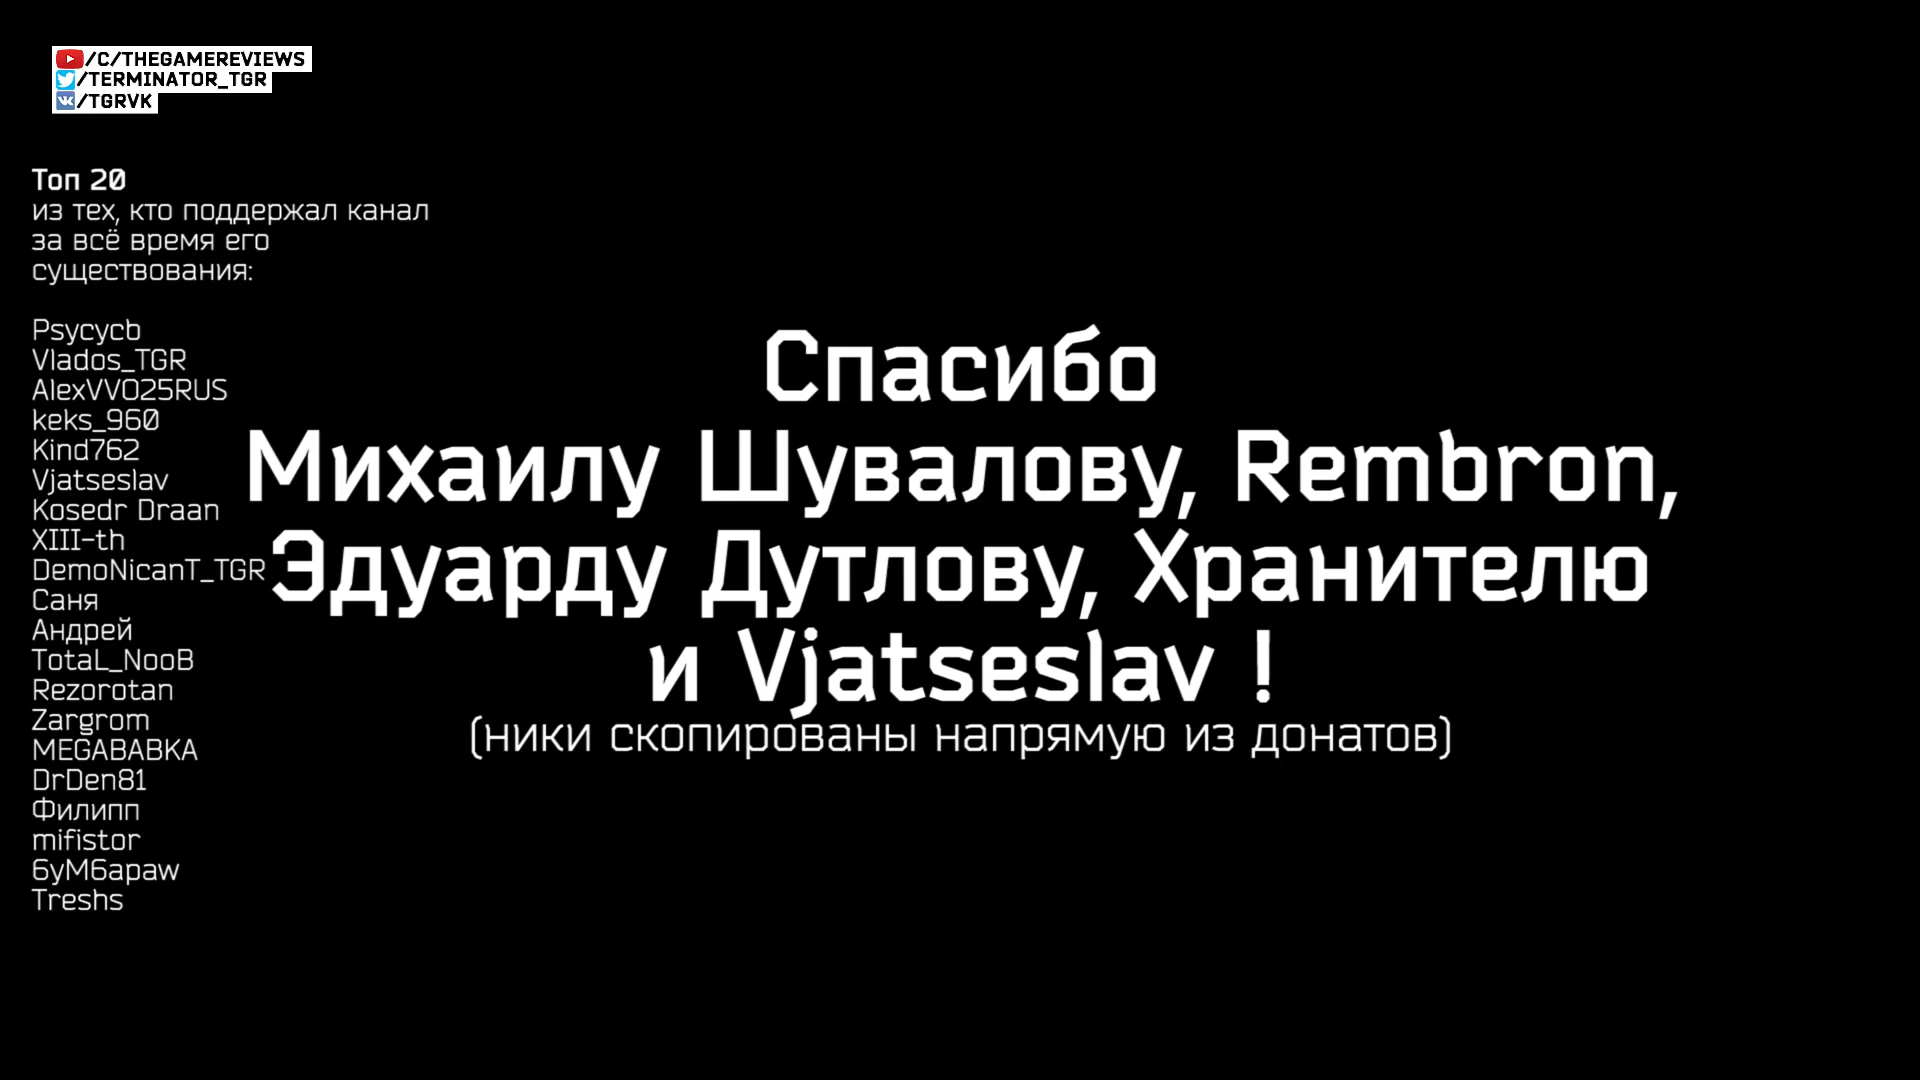 /C/THEGAMEREVIEWS
/TERMINATOR_TGR
/TGRVK
Топ 20
из тех, кто поддержал канал
за всё время его
существования:
Psycycb
Vlados_TGR
AlexVVO25RUS
keks_960
Kind762
Vjatseslav
Kosedr Draan
XIII-th
DemoNicanT_TGR
Саня
Андрей
TotaL_NooB
Rezorotan
Zargrom
MEGABABKA
DrDen81
Филипп
mifistor
6yM6apaw
Treshs
Спасибо
Михаилу Шувалову, Rembron,
Эдуарду Дутлову, Хранителю
и Vjatseslav !
(ники скопированы напрямую из донатов)